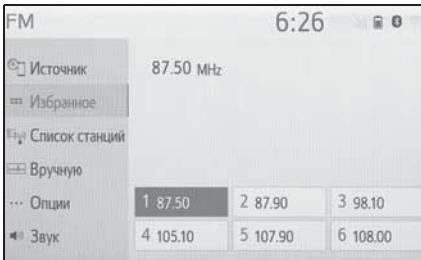 FM 6:26
Источник 87.50 MHz
Избранное
Список станций
Вручную
Опции 1 87.50 2 87.90 3 98.10
Звук 4 105.10 5 107.90 6 108.00